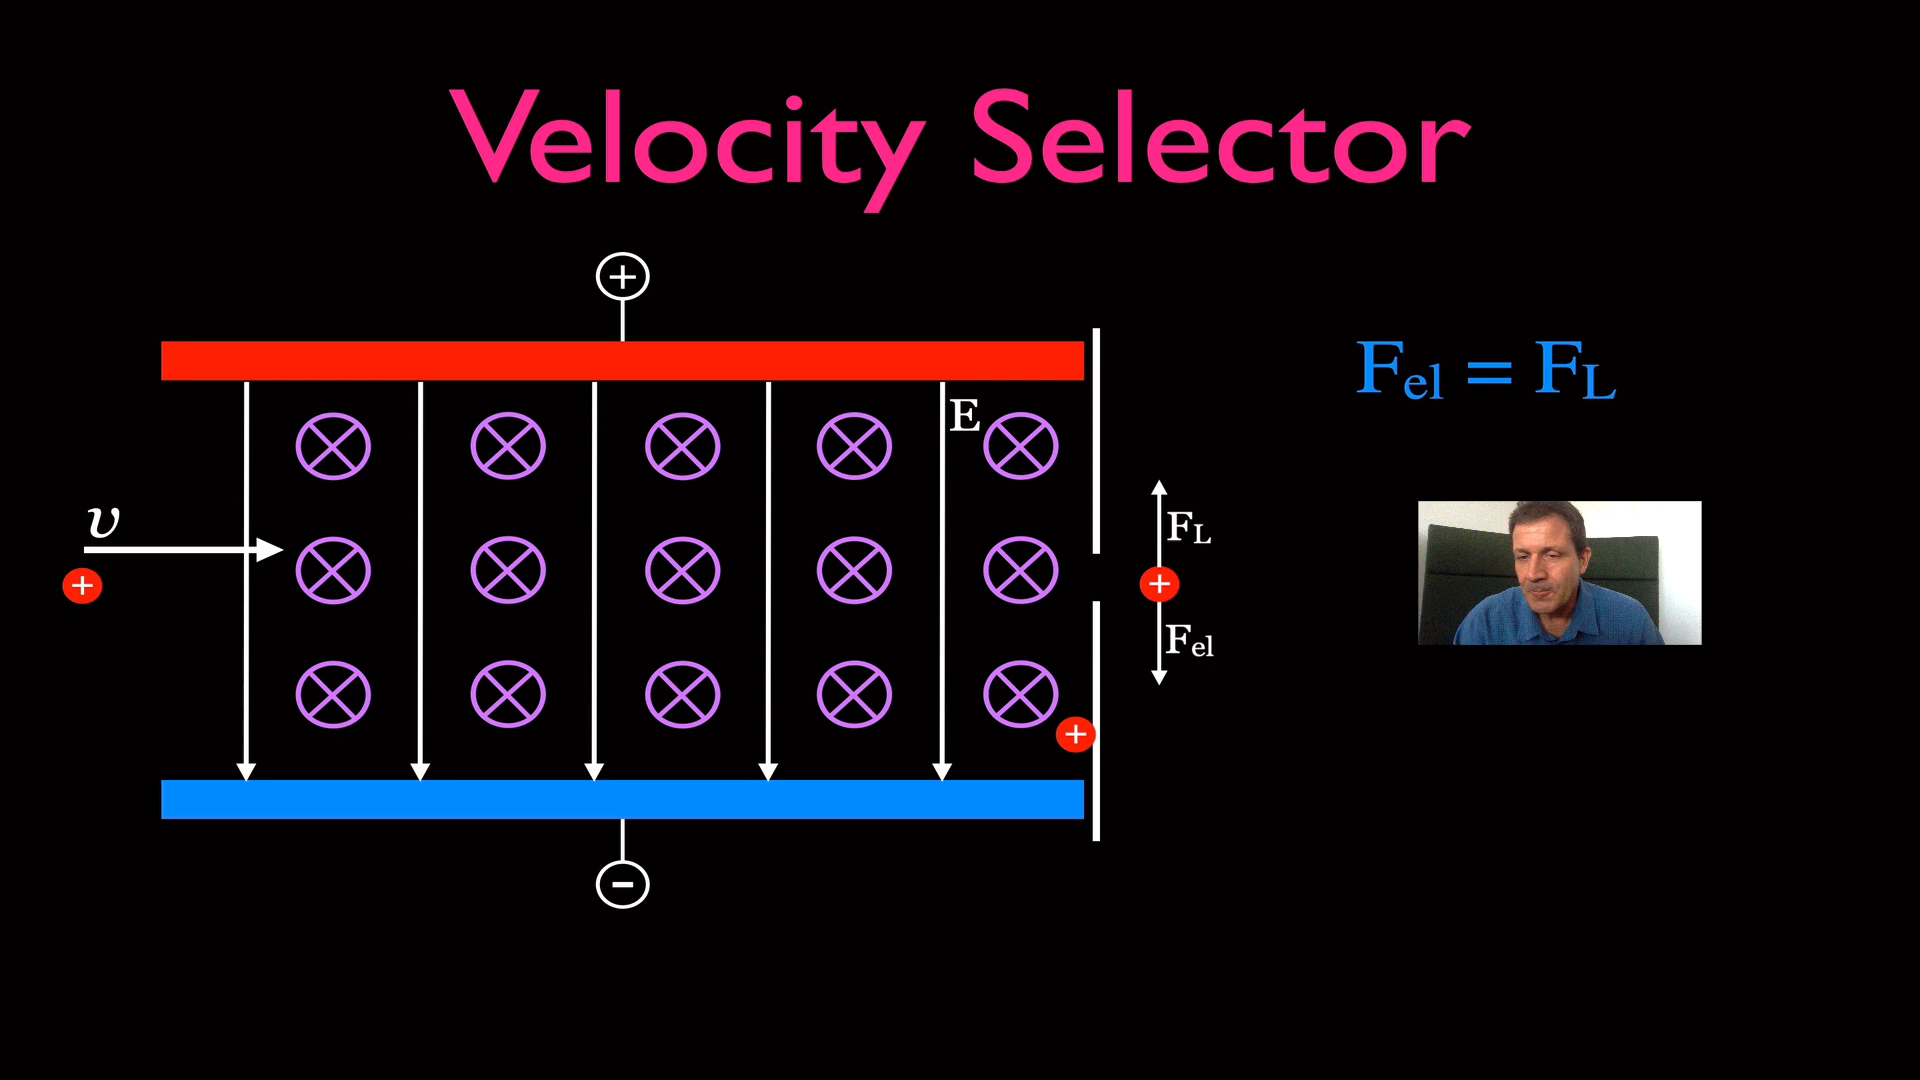 Velocity Selector
+
E
v
+
F_el = F_L
F_L
+
F_el
+
-